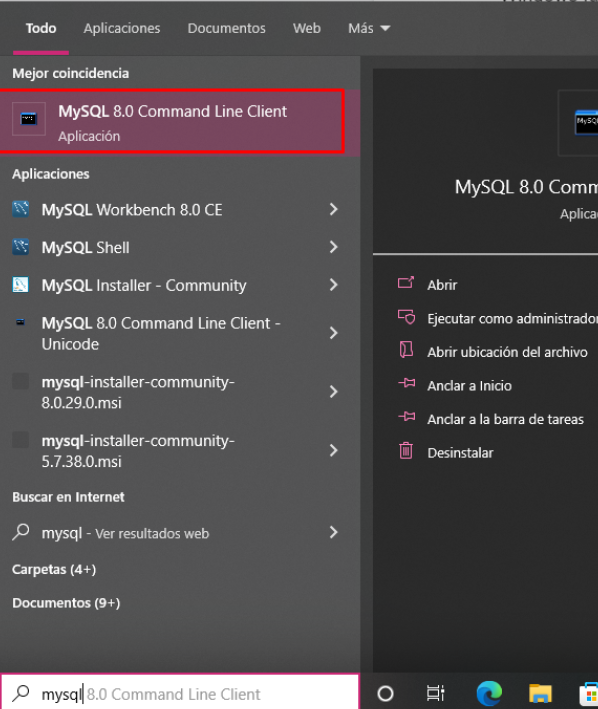 Todo Aplicaciones Documentos Web Más
Mejor coincidencia
MySQL 8.0 Command Line Client
Aplicación
Aplicaciones
MySQL Workbench 8.0 CE
MySQL Shell
MySQL Installer - Community
MySQL 8.0 Command Line Client -
Unicode
mysql-installer-community-
8.0.29.0.msi
mysql-installer-community-
5.7.38.0.msi
Buscar en Internet
mysql - Ver resultados web
Carpetas (4+)
Documentos (9+)
MySQL 8.0 Comm
Aplica
Abrir
Ejecutar como administrador
Abrir ubicación del archivo
Anclar a Inicio
Anclar a la barra de tareas
Desinstalar
mysql 8.0 Command Line Client